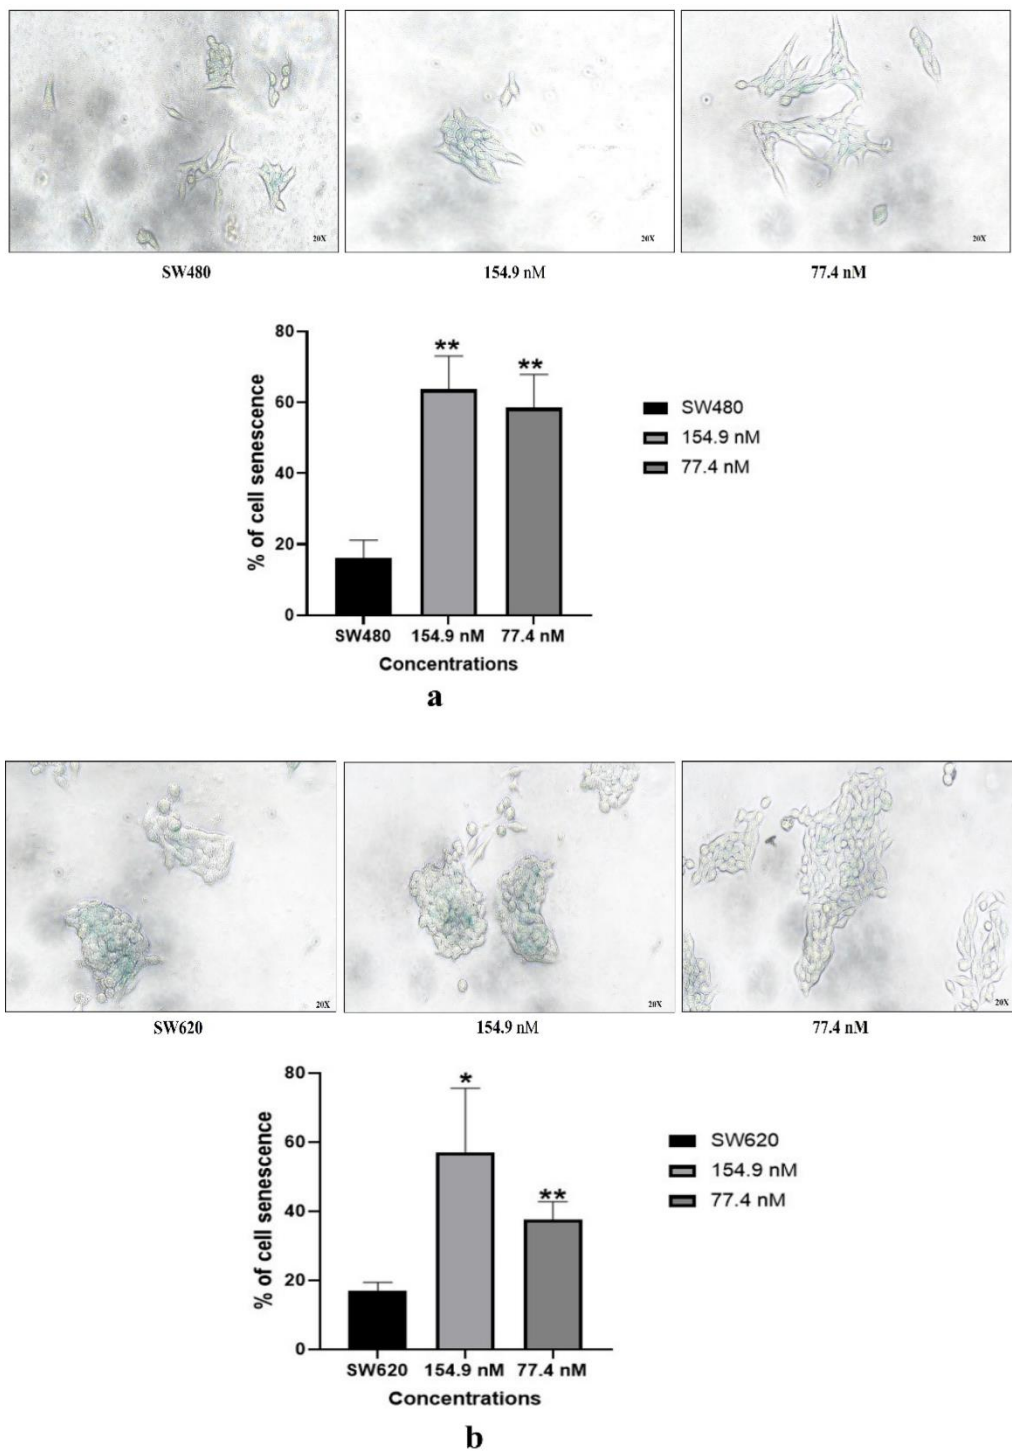 20X 20X 20X
SW480 154.9 nM 77.4 nM
80
** **
60
40
20
0
% of cell senescence
SW480
154.9 nM
77.4 nM
SW480 154.9 nM 77.4 nM
Concentrations
a
20X 20X 20X
SW620 154.9 nM 77.4 nM
80
*
60
**
40
20
0
% of cell senescence
SW620
154.9 nM
77.4 nM
SW620 154.9 nM 77.4 nM
Concentrations
b